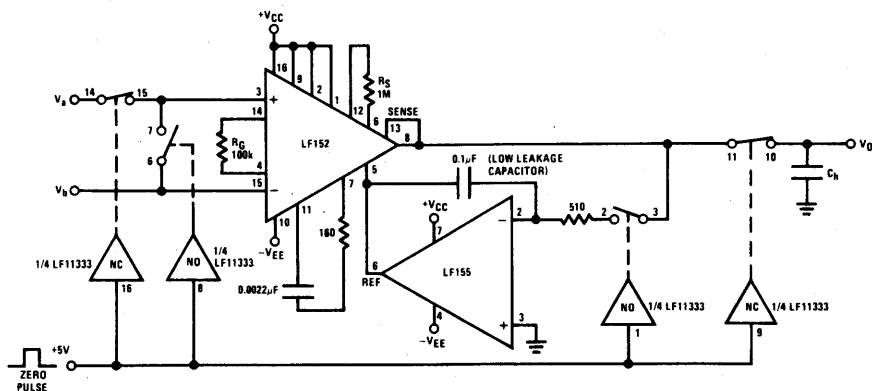 +VCC
16
9
2
1
12
RS
1M
6
SENSE
13
8
Va
14
15
3
+
14
7
RG
100k
LF152
6
4
Vb
15
−
5
0.1μF
(LOW LEAKAGE
CAPACITOR)
11
10
VO
Ch
10
−VEE
11
7
160
0.0022μF
+VCC
7
2
−
510
2
3
6
REF
LF155
4
−VEE
3
+
1/4 LF11333
NC
16
NO
1/4
LF11333
8
NO
1/4 LF11333
1
NC
1/4 LF11333
9
+5V
ZERO
PULSE